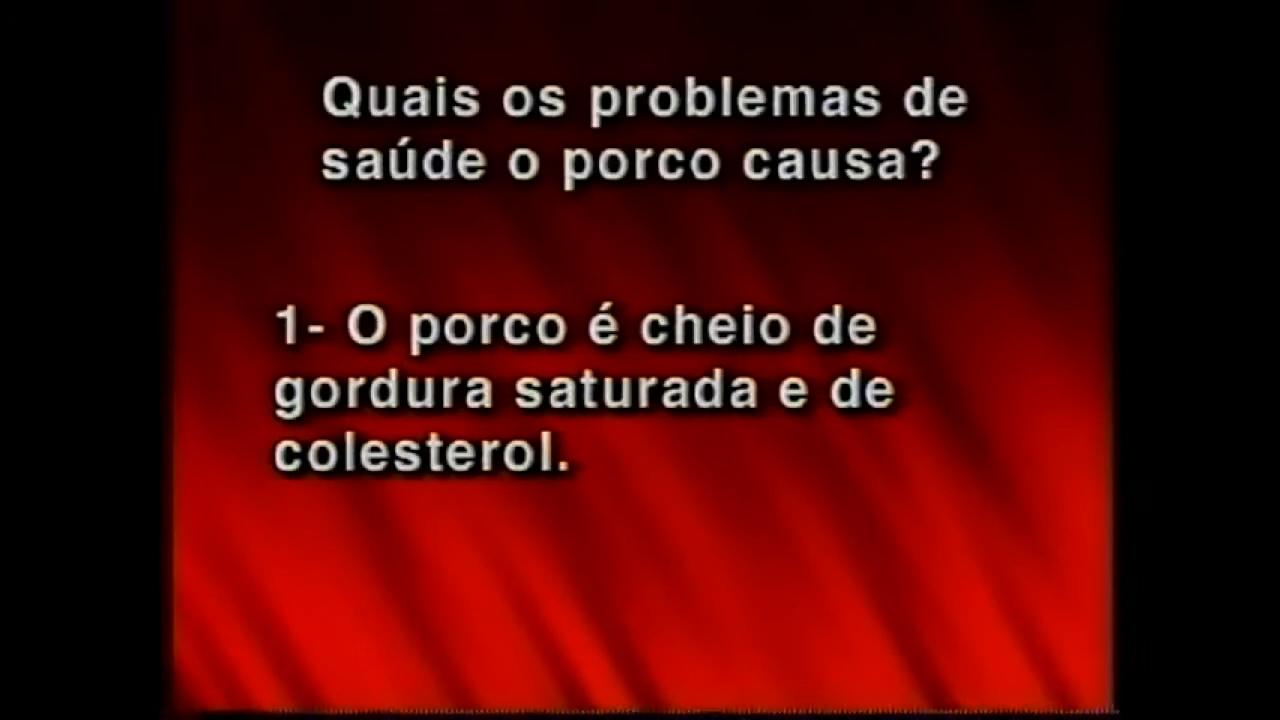 Quais os problemas de
saúde o porco causa?
1- O porco é cheio de
gordura saturada e de
colesterol.